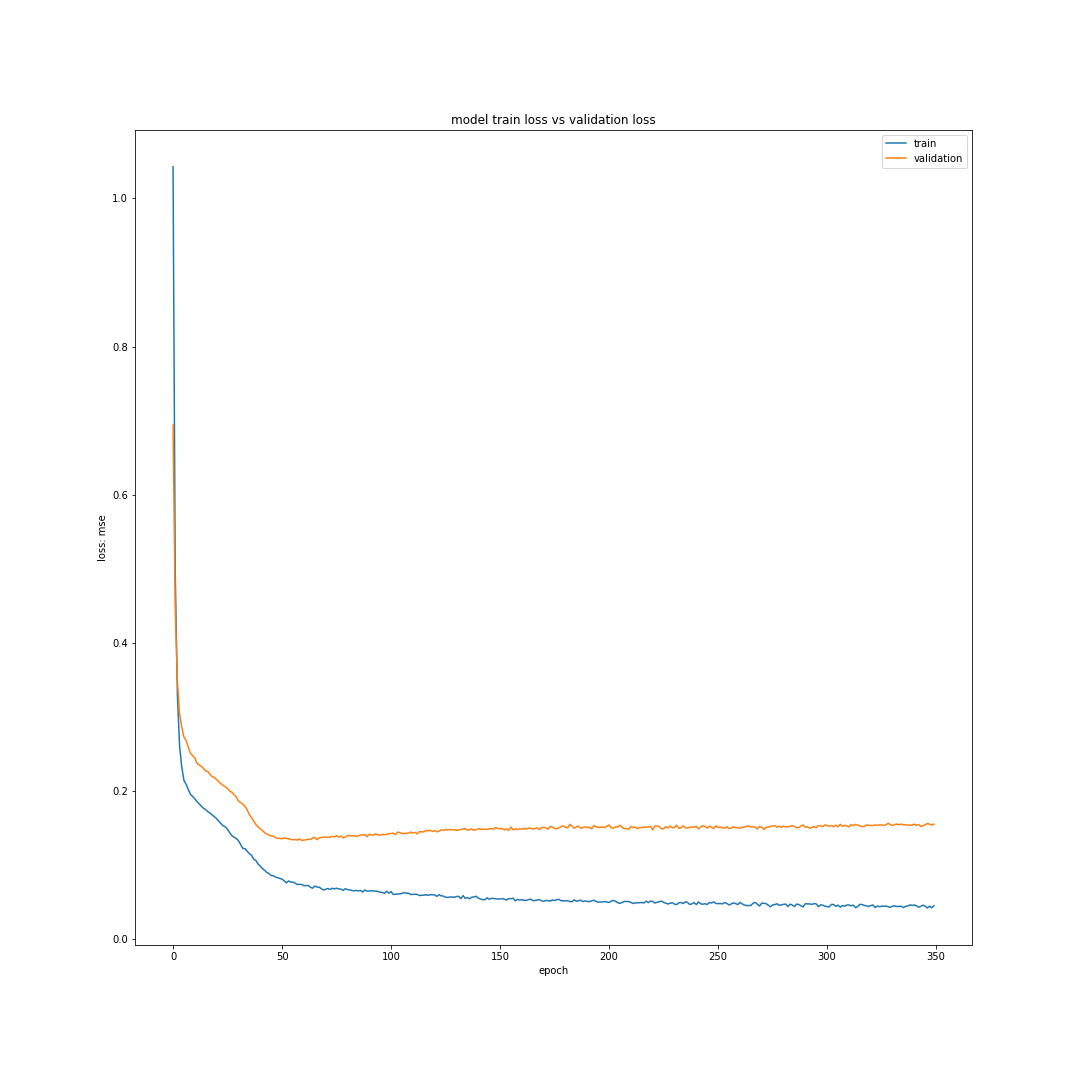 model train loss vs validation loss
train
validation
1.0
0.8
0.6
0.4
0.2
0.0
loss: mse
0 50 100 150 200 250 300 350
epoch